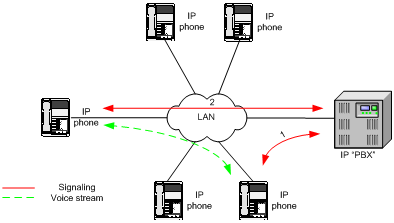 IP
phone
IP
phone
2
LAN
IP
phone
1
IP "PBX"
IP
phone
IP
phone
Signaling
Voice stream